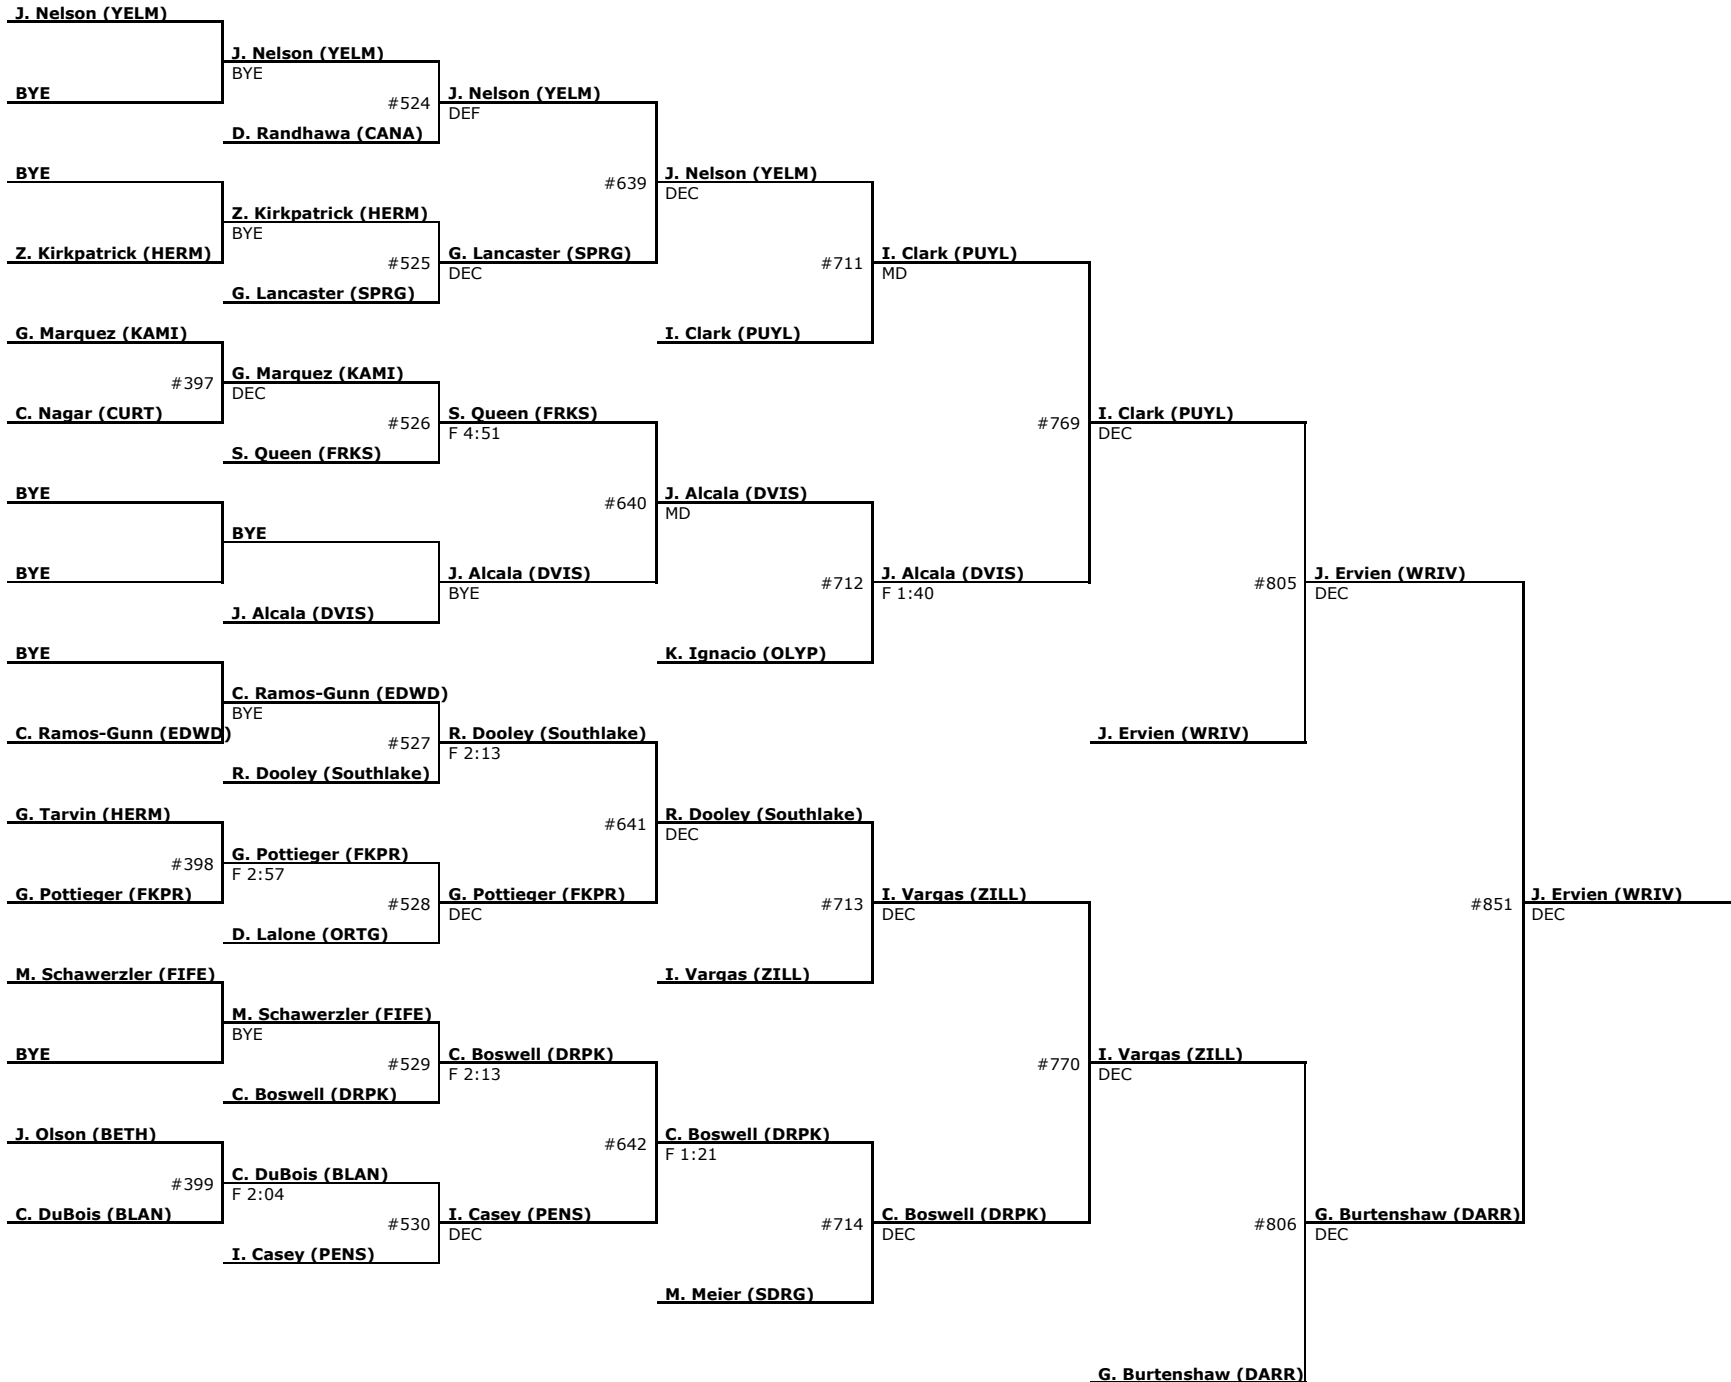 J. Nelson (YELM)
J. Nelson (YELM)
BYE
BYE
#524
J. Nelson (YELM)
DEF
D. Randhawa (CANA)
BYE
#639
J. Nelson (YELM)
DEC
Z. Kirkpatrick (HERM)
BYE
Z. Kirkpatrick (HERM)
#525
G. Lancaster (SPRG)
DEC
#711
I. Clark (PUYL)
MD
G. Lancaster (SPRG)
G. Marquez (KAMI)
I. Clark (PUYL)
#397
G. Marquez (KAMI)
DEC
C. Nagar (CURT)
#526
S. Queen (FRKS)
F 4:51
#769
I. Clark (PUYL)
DEC
S. Queen (FRKS)
BYE
#640
J. Alcala (DVIS)
MD
BYE
BYE
J. Alcala (DVIS)
BYE
#712
J. Alcala (DVIS)
F 1:40
#805
J. Ervien (WRIV)
DEC
J. Alcala (DVIS)
BYE
K. Ignacio (OLYP)
C. Ramos-Gunn (EDWD)
BYE
C. Ramos-Gunn (EDWD)
#527
R. Dooley (Southlake)
F 2:13
J. Ervien (WRIV)
R. Dooley (Southlake)
G. Tarvin (HERM)
#641
R. Dooley (Southlake)
DEC
#398
G. Pottieger (FKPR)
F 2:57
G. Pottieger (FKPR)
#528
G. Pottieger (FKPR)
DEC
#713
I. Vargas (ZILL)
DEC
#851
J. Ervien (WRIV)
DEC
D. Lalone (ORTG)
M. Schawerzler (FIFE)
I. Vargas (ZILL)
M. Schawerzler (FIFE)
BYE
BYE
#529
C. Boswell (DRPK)
F 2:13
#770
I. Vargas (ZILL)
DEC
C. Boswell (DRPK)
J. Olson (BETH)
#642
C. Boswell (DRPK)
F 1:21
#399
C. DuBois (BLAN)
F 2:04
C. DuBois (BLAN)
#530
I. Casey (PENS)
DEC
#714
C. Boswell (DRPK)
DEC
#806
G. Burtenshaw (DARR)
DEC
I. Casey (PENS)
M. Meier (SDRG)
G. Burtenshaw (DARR)